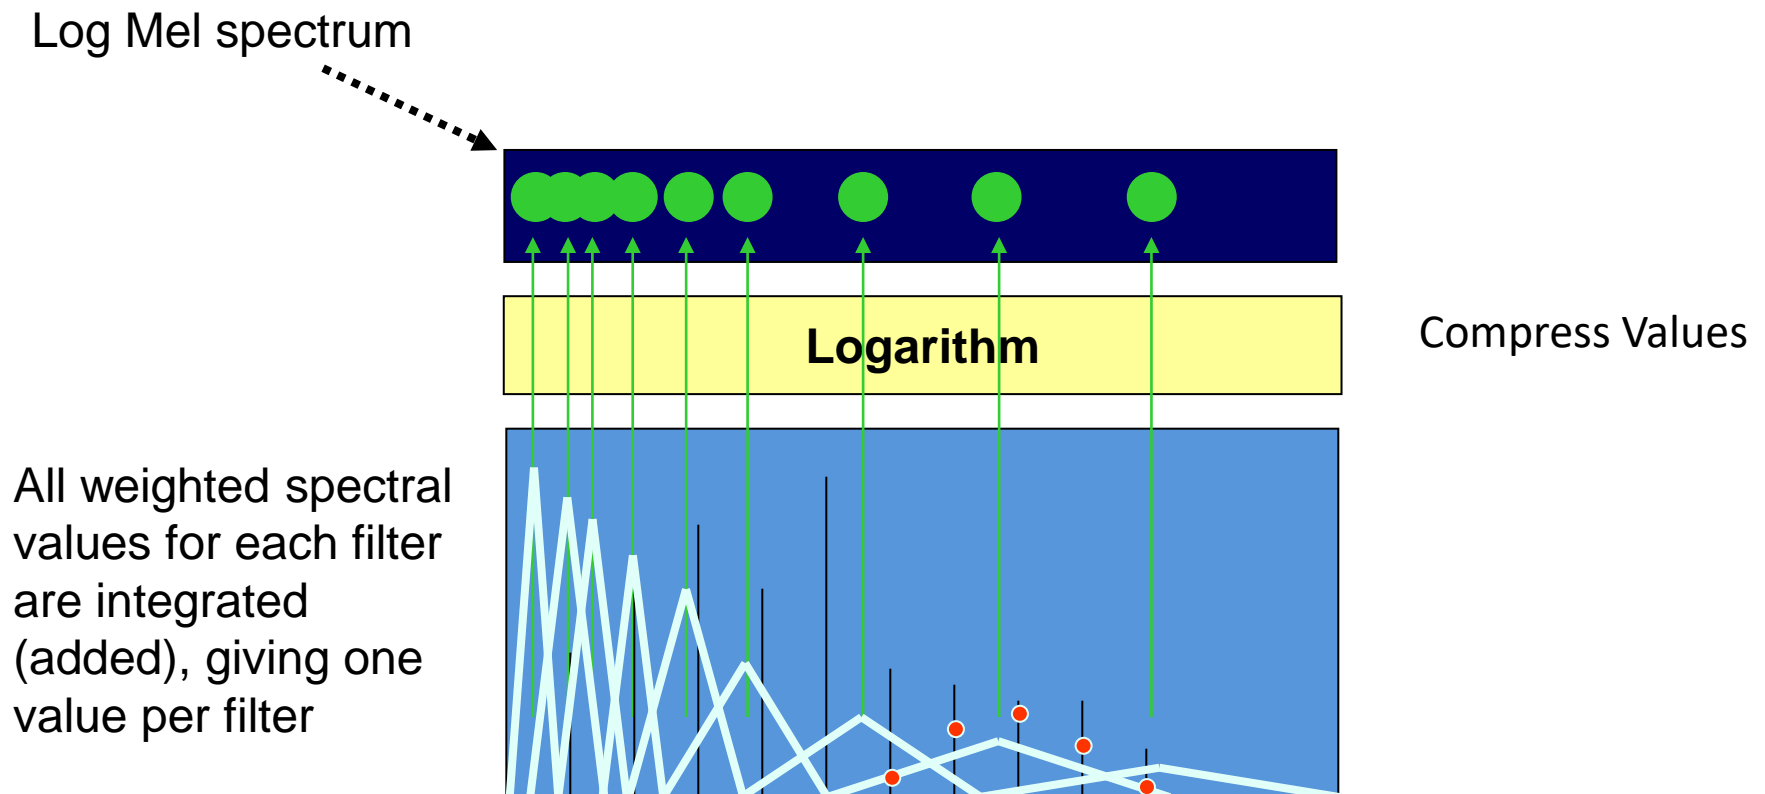 Log Mel spectrum
Logarithm
Compress Values
All weighted spectral
values for each filter
are integrated
(added), giving one
value per filter